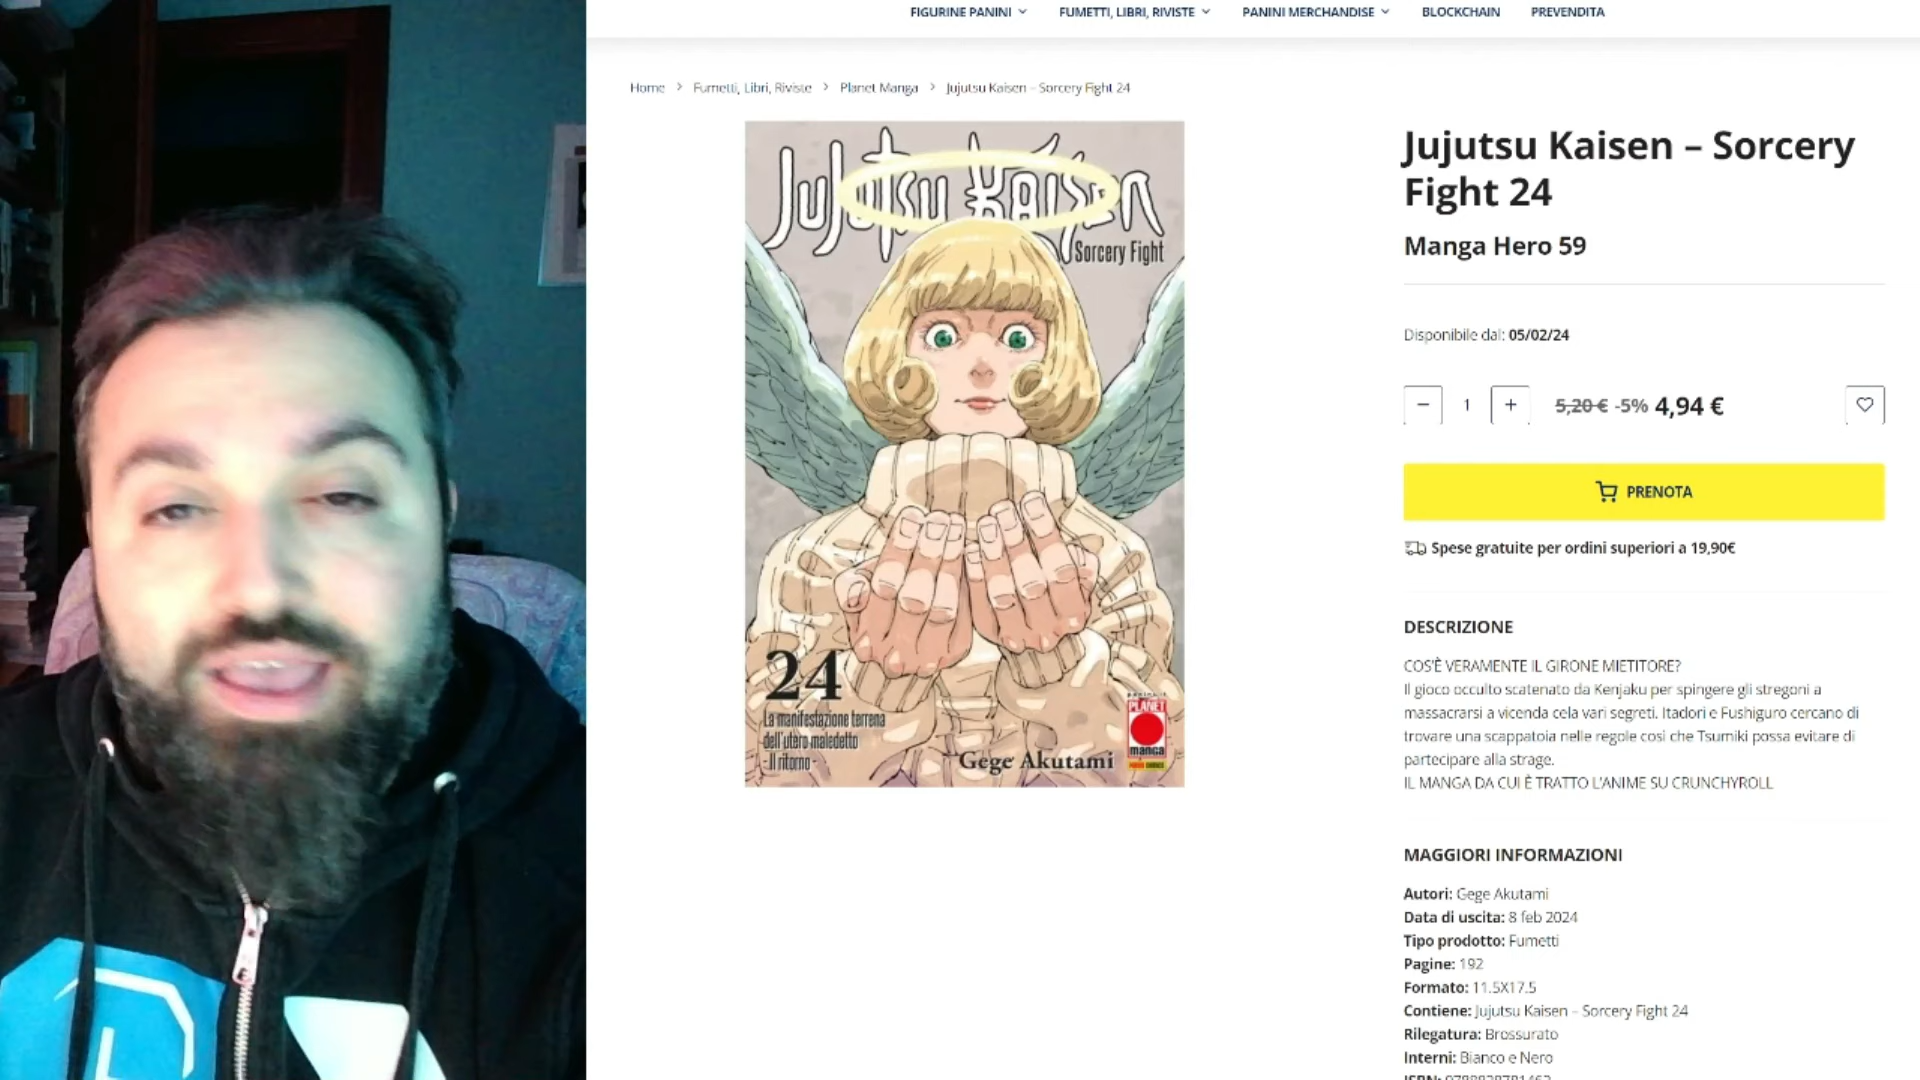 FIGURINE PANINI
FUMETTI, LIBRI, RIVISTE
PANINI MERCHANDISE
BLOCKCHAIN
PREVENDITA
Home > Fumetti, Libri, Riviste > Planet Manga > Jujutsu Kaisen – Sorcery Fight 24
JuJutsu KAisen
Sorcery Fight
24
La manifestazione terrena
dell'utero maledetto
- Il ritorno -
Gege Akutami
PLANET
manga
Jujutsu Kaisen – Sorcery
Fight 24
Manga Hero 59
Disponibile dal: 05/02/24
− 1 + 5,20 € -5% 4,94 €
PRENOTA
Spese gratuite per ordini superiori a 19,90€
DESCRIZIONE
COS'È VERAMENTE IL GIRONE MIETITORE?
Il gioco occulto scatenato da Kenjaku per spingere gli stregoni a
massacrarsi a vicenda cela vari segreti. Itadori e Fushiguro cercano di
trovare una scappatoia nelle regole così che Tsumiki possa evitare di
partecipare alla strage.
IL MANGA DA CUI È TRATTO L'ANIME SU CRUNCHYROLL
MAGGIORI INFORMAZIONI
Autori: Gege Akutami
Data di uscita: 8 feb 2024
Tipo prodotto: Fumetti
Pagine: 192
Formato: 11.5X17.5
Contiene: Jujutsu Kaisen – Sorcery Fight 24
Rilegatura: Brossurato
Interni: Bianco e Nero